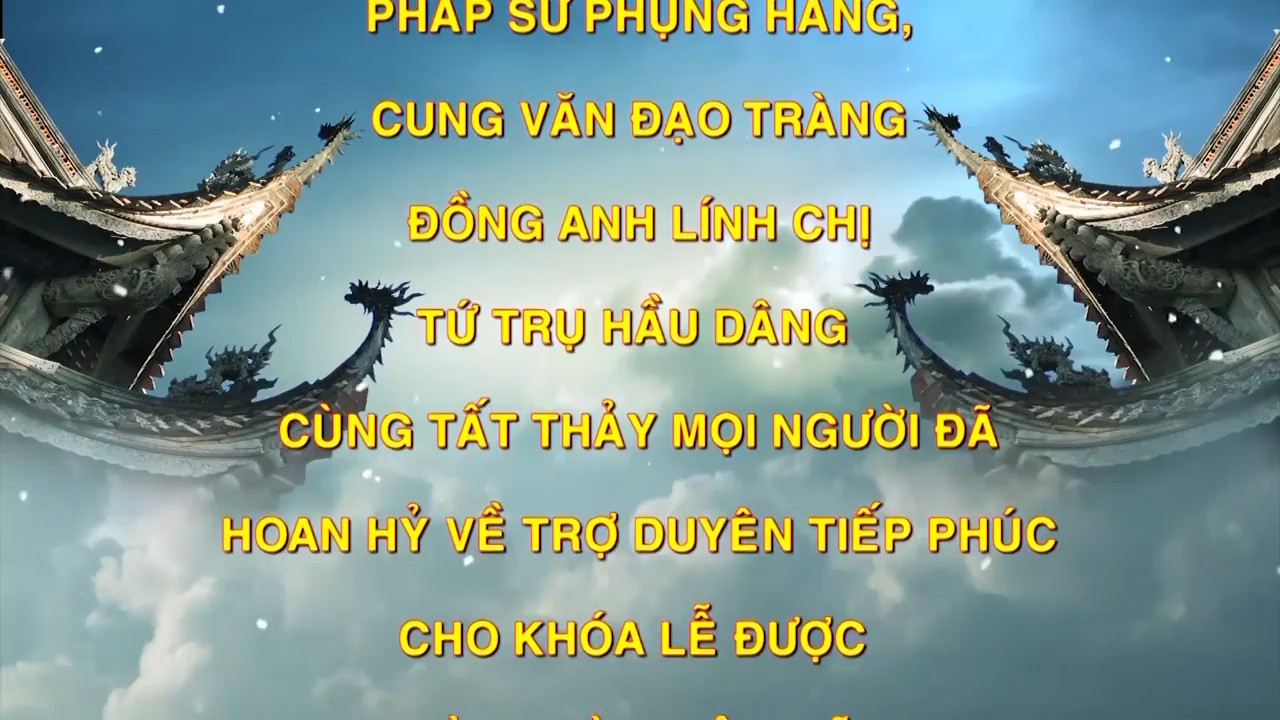 PHÁP SƯ PHỤNG HÀNH,
CUNG VĂN ĐẠO TRÀNG
ĐỒNG ANH LÍNH CHỊ
TỨ TRỤ HẦU DÂNG
CÙNG TẤT THẢY MỌI NGƯỜI ĐÃ
HOAN HỶ VỀ TRỢ DUYÊN TIẾP PHÚC
CHO KHÓA LỄ ĐƯỢC